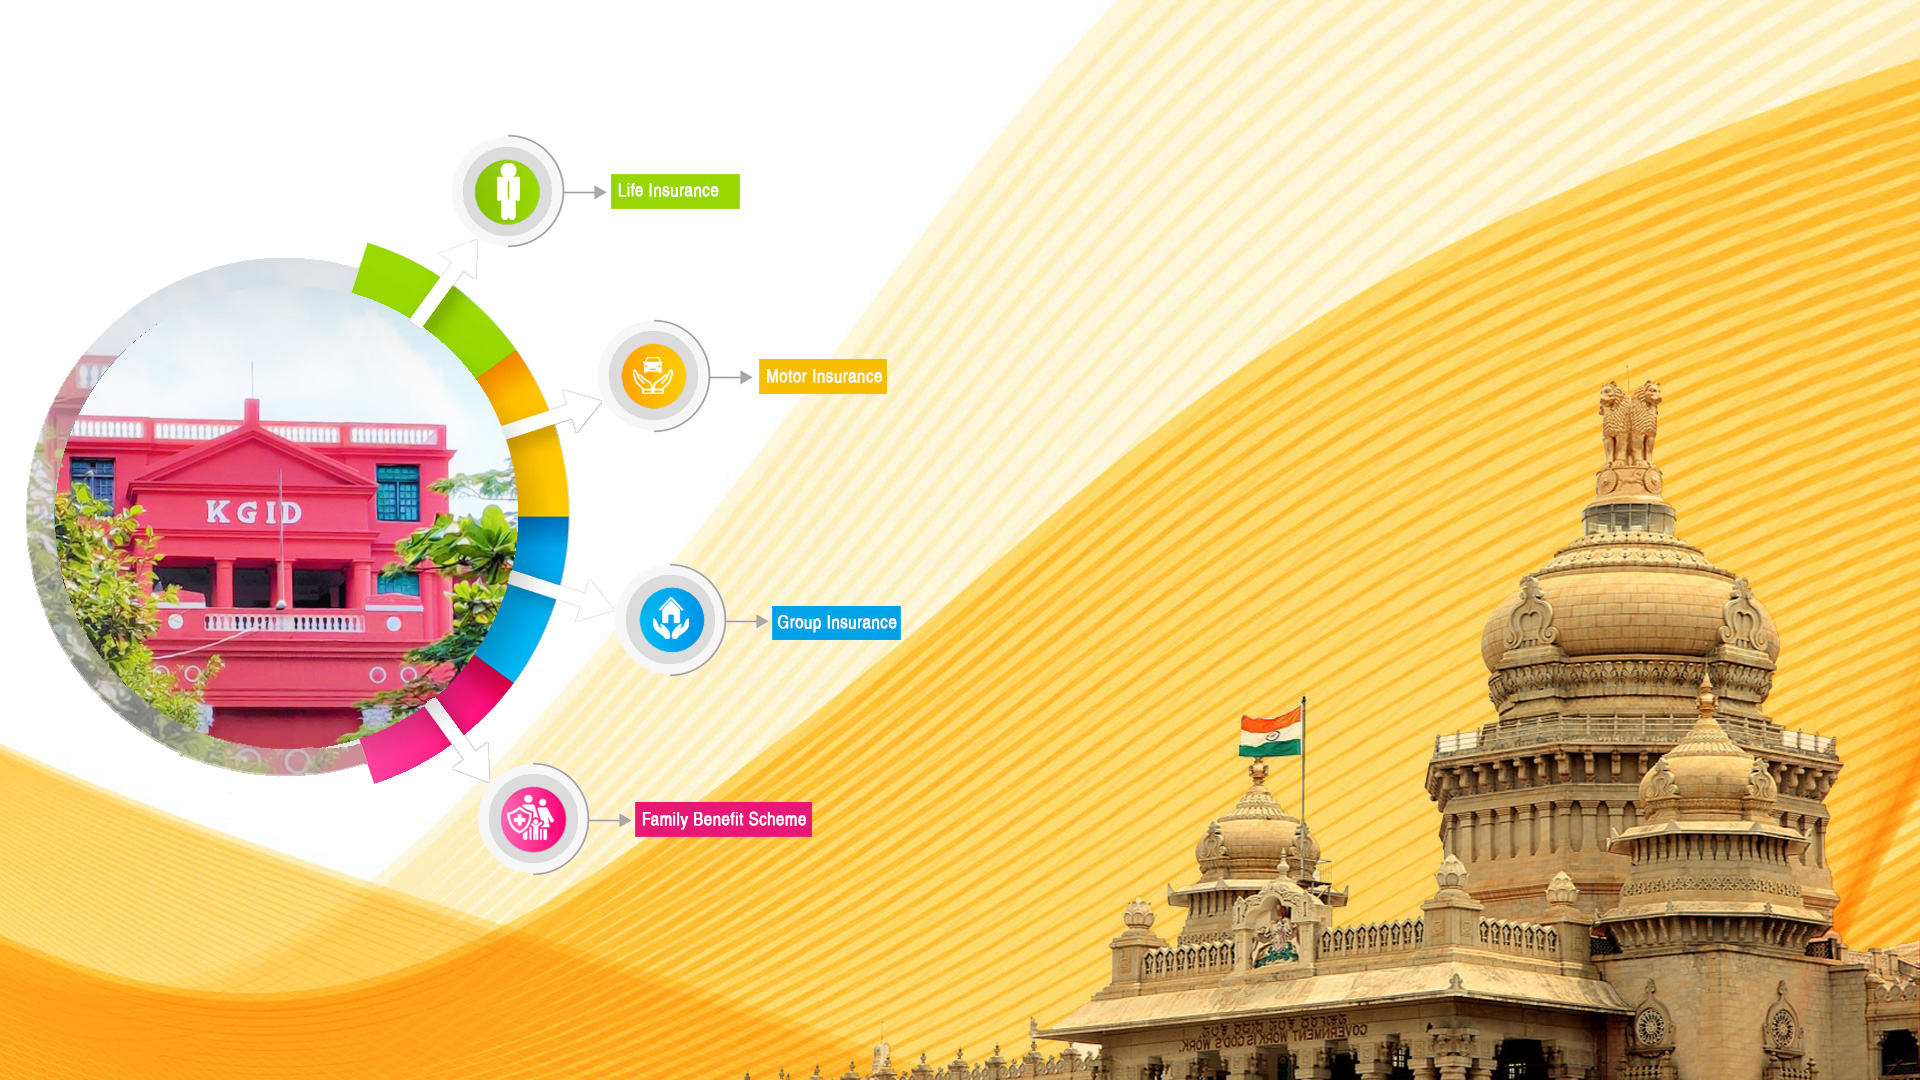 Life Insurance
Motor Insurance
KGID
Group Insurance
Family Benefit Scheme
GOVERNMENT WORK IS GOD'S WORK.